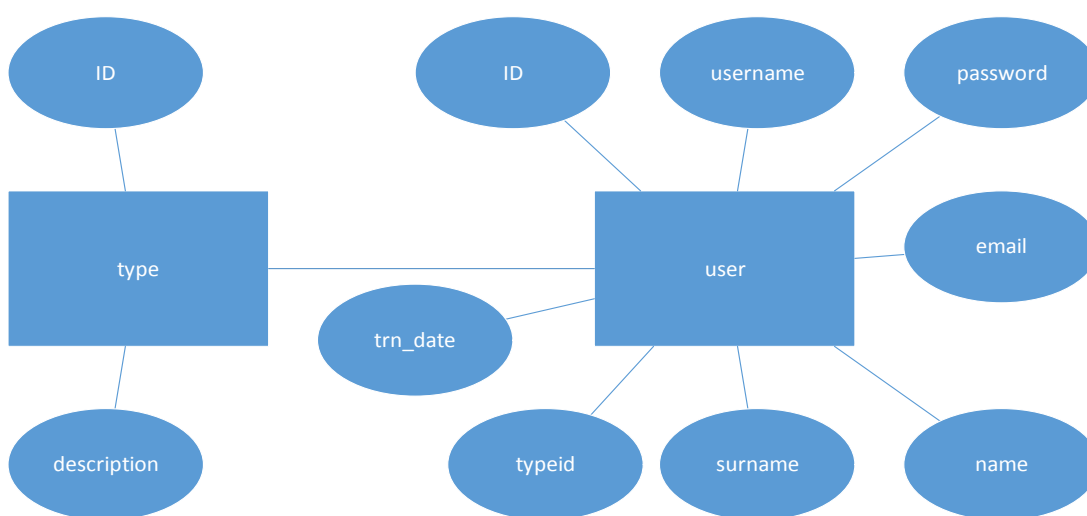 ID
ID
username
password
type
user
email
trn_date
description
typeid
surname
name